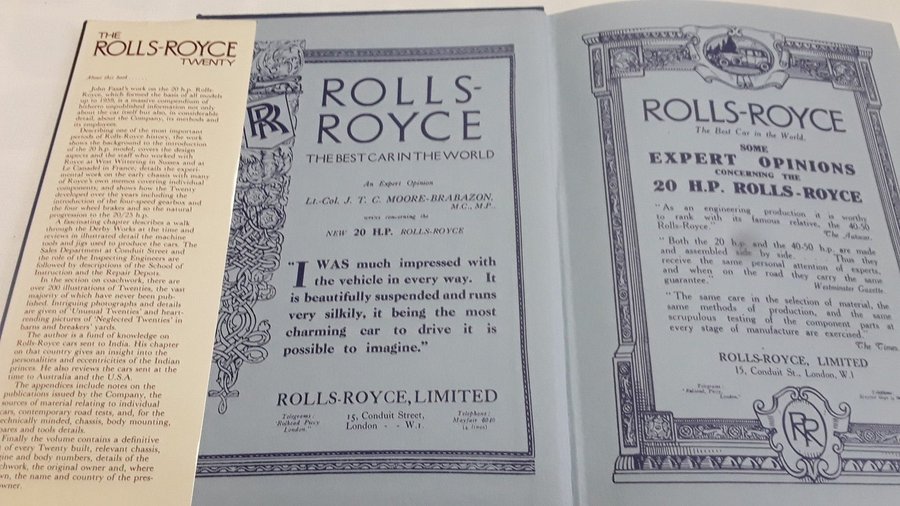 THE
ROLLS-ROYCE
TWENTY
About this book . . . . .
John Fasal's work on the 20 h.p. Rolls-
Royce, which formed the basis of all models
up to 1939, is a massive compendium of
hitherto unpublished information not only
about the car itself but also, in considerable
detail, about the Company, its methods and
its employees.
Describing one of the most important
periods of Rolls-Royce history, the work
shows the background to the introduction
of the 20 h.p. model, covers the design
aspects and the staff who worked with
Royce at West Wittering in Sussex and at
Le Canadel in France; details the experi-
mental work on the early chassis with many
of Royce's own memos covering individual
components; and shows how the Twenty
developed over the years including the
introduction of the four-speed gearbox and
the four wheel brakes and so the natural
progression to the 20/25 h.p.
A fascinating chapter describes a walk
through the Derby Works at the time and
reviews in illustrated detail the machine
tools and jigs used to produce the cars. The
Sales Department at Conduit Street and
the role of the Inspecting Engineers are
followed by descriptions of the School of
Instruction and the Repair Depots.
In the section on coachwork, there are
over 200 illustrations of Twenties, the vast
majority of which have never been pub-
lished. Intriguing photographs and details
are given of 'Unusual Twenties' and heart-
rending pictures of 'Neglected Twenties' in
barns and breakers' yards.
The author is a fund of knowledge on
Rolls-Royce cars sent to India. His chapter
on that country gives an insight into the
personalities and eccentricities of the Indian
princes. He also reviews the cars sent at the
time to Australia and the U.S.A.
The appendices include notes on the
publications issued by the Company, the
sources of material relating to individual
cars, contemporary road tests, and, for the
technically minded, chassis, body mounting,
pares and tools details.
Finally the volume contains a definitive
of every Twenty built, relevant chassis,
gine and body numbers, details of the
chwork, the original owner and, where
wn, the name and country of the pres-
owner.
RR
ROLLS-
ROYCE
THE BEST CAR IN THE WORLD
An Expert Opinion
Lt.-Col. J. T. C. MOORE-BRABAZON,
M.C., M.P.
writes concerning the
NEW 20 H.P. ROLLS-ROYCE
"I WAS much impressed with
the vehicle in every way. It
is beautifully suspended and runs
very silkily, it being the most
charming car to drive it is
possible to imagine."
ROLLS-ROYCE, LIMITED
Telegrams: 15, Conduit Street, Telephone:
"Rolhead Piccy London - - W.1. Mayfair 6040
London" (4 lines)
ROLLS-ROYCE
The Best Car in the World.
SOME
EXPERT OPINIONS
CONCERNING THE
20 H.P. ROLLS-ROYCE
"As an engineering production it is worthy
to rank with its famous relative, the 40-50
Rolls-Royce." The Autocar.
"Both the 20 h.p. and the 40-50 h.p. are made
and assembled side by side. Thus they
receive the same personal attention of experts,
and when on the road they carry the same
guarantee." Westminster Gazette
"The same care in the selection of material, the
same methods of production, and the same
scrupulous testing of the component parts at
every stage of manufacture are exercised."
The Times.
ROLLS-ROYCE, LIMITED
15, Conduit St., London, W.1
Telegrams:
RR